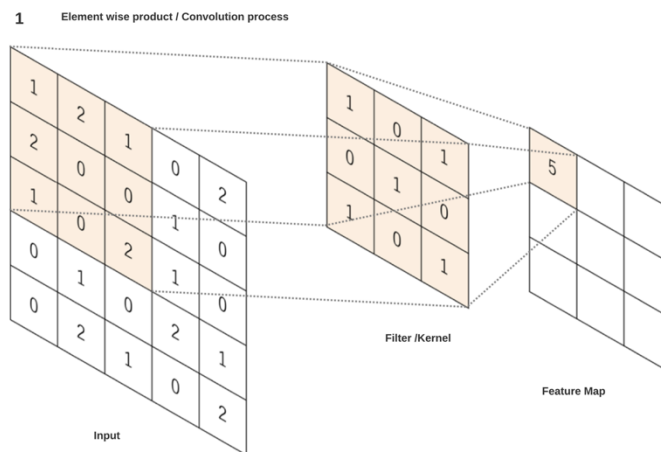 1 Element wise product / Convolution process
1 2 1 0 2
2 0 0 1 0
1 0 2 1 0
0 1 0 2 1
0 2 1 0 2
Input
1 0 1
0 1 0
1 0 1
Filter /Kernel
5
Feature Map